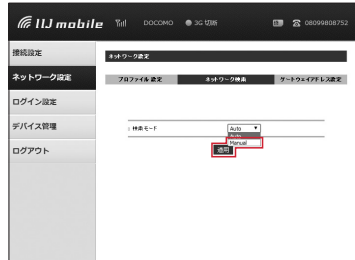 IIJmobile DOCOMO 3G 切断 08099808752
接続設定
ネットワーク設定
ログイン設定
デバイス管理
ログアウト
ネットワーク設定
プロファイル設定 ネットワーク検索 ゲートウェイアドレス設定
: 検索モード Auto
Auto
Manual
適用